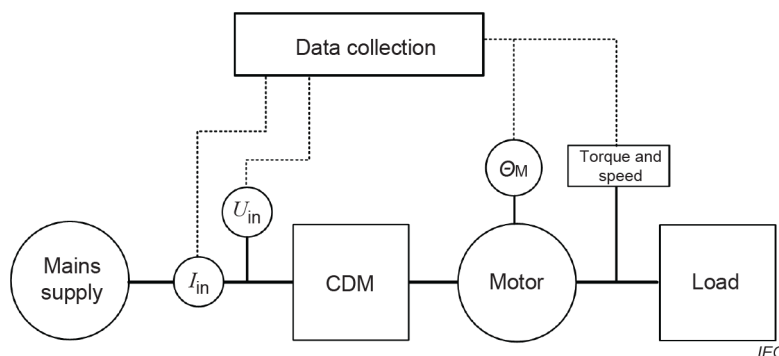 Data collection
ΘM
Torque and
speed
Uin
Mains
supply
Iin
CDM
Motor
Load
IEC